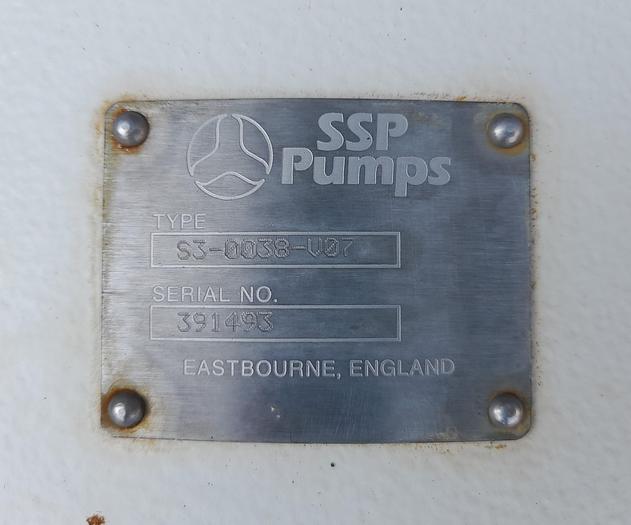 SSP
Pumps
TYPE
S3-0038-V07
SERIAL NO.
391493
EASTBOURNE, ENGLAND